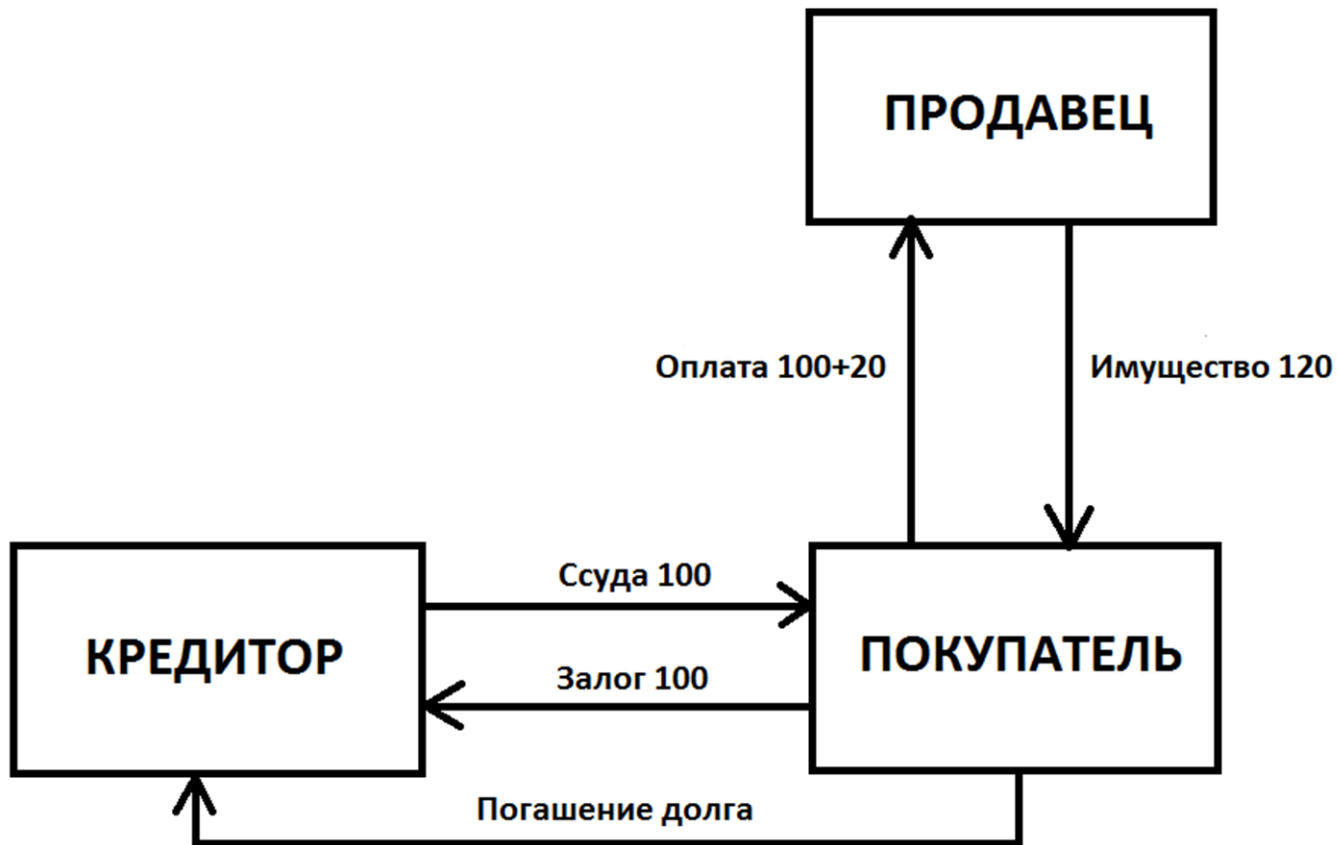 ПРОДАВЕЦ
Оплата 100+20
Имущество 120
Ссуда 100
КРЕДИТОР
ПОКУПАТЕЛЬ
Залог 100
Погашение долга